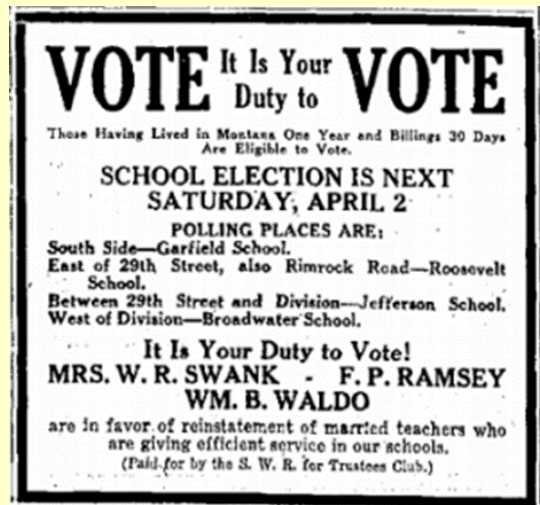 VOTE It Is Your Duty to VOTE
Those Having Lived in Montana One Year and Billings 30 Days
Are Eligible to Vote.
SCHOOL ELECTION IS NEXT
SATURDAY, APRIL 2
POLLING PLACES ARE:
South Side—Garfield School.
East of 29th Street, also Rimrock Road—Roosevelt
School.
Between 29th Street and Division—Jefferson School.
West of Division—Broadwater School.
It Is Your Duty to Vote!
MRS. W. R. SWANK - F. P. RAMSEY
WM. B. WALDO
are in favor of reinstatement of married teachers who
are giving efficient service in our schools.
(Paid for by the S. W. R. for Trustees Club.)